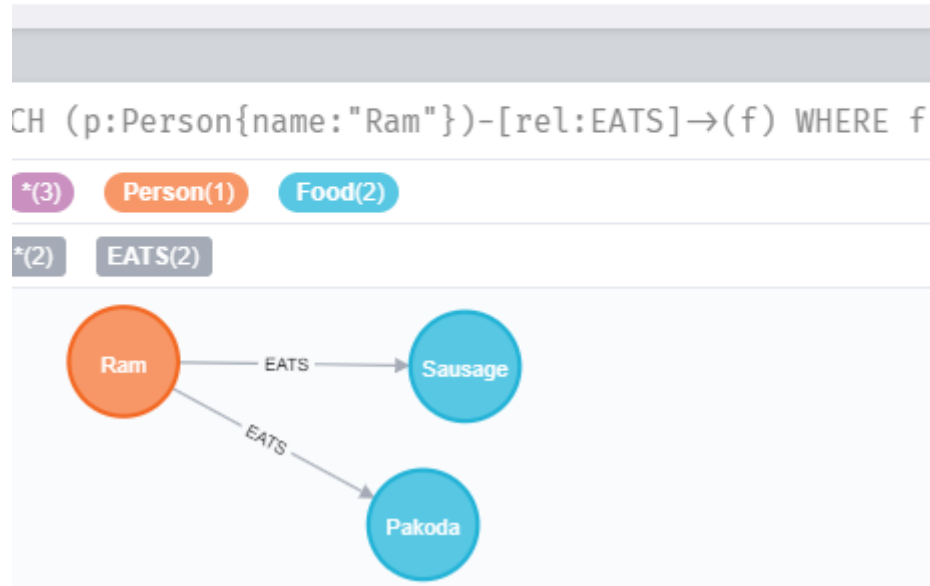 CH (p:Person{name:"Ram"})-[rel:EATS]→(f) WHERE f
*(3) Person(1) Food(2)
*(2) EATS(2)
Ram EATS Sausage
EATS
Pakoda